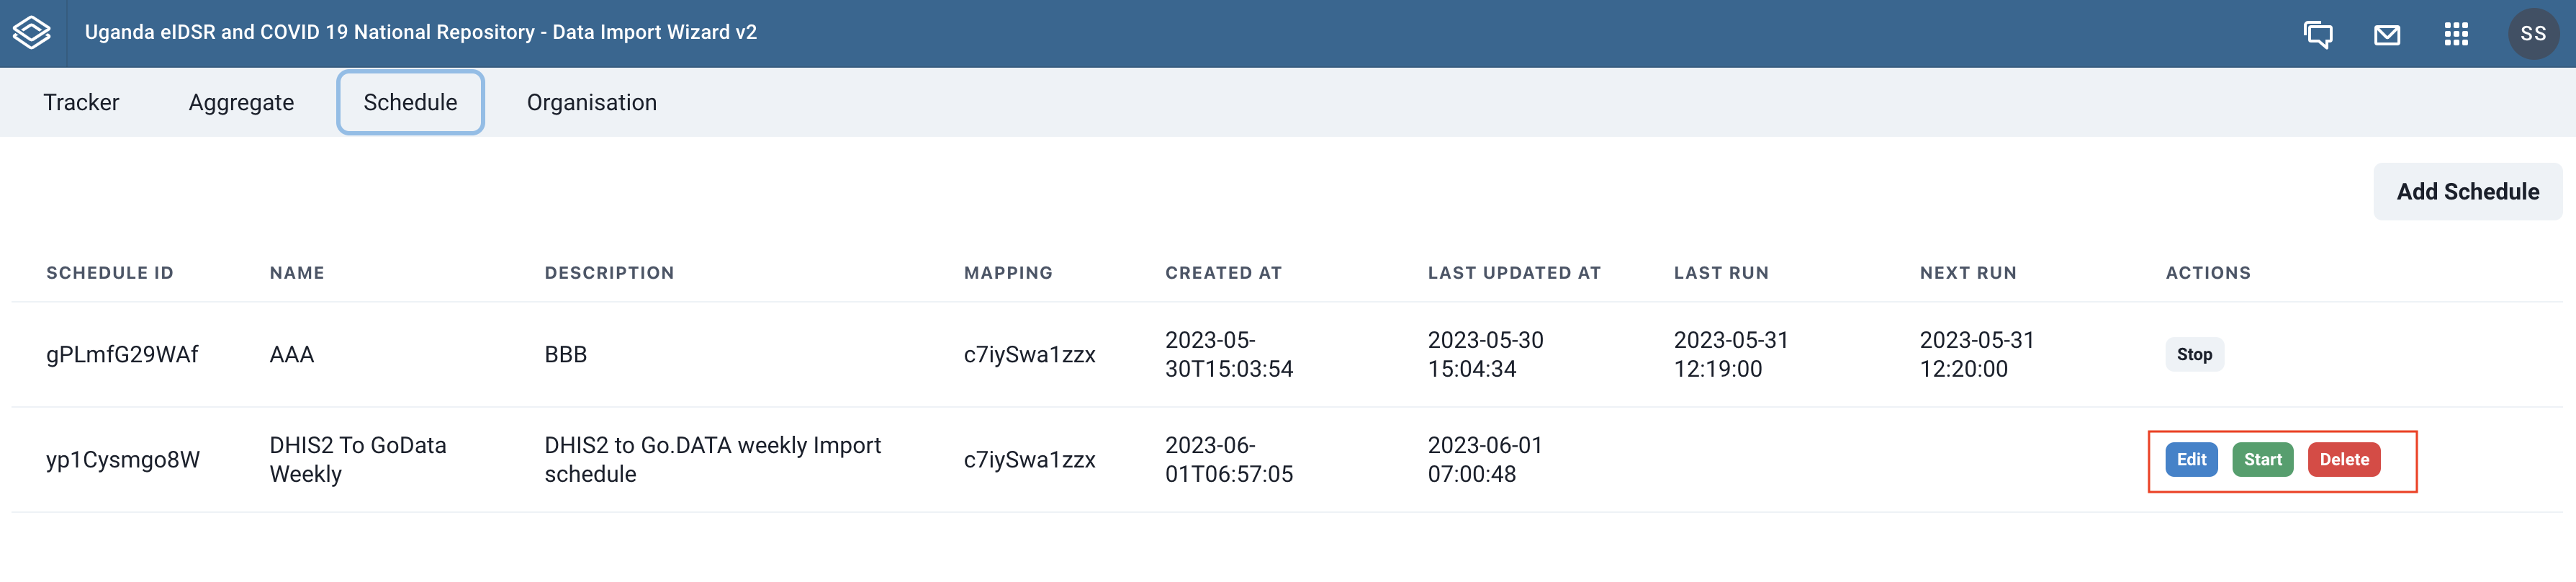 Uganda eIDSR and COVID 19 National Repository - Data Import Wizard v2
SS
Tracker Aggregate Schedule Organisation
Add Schedule
SCHEDULE ID NAME DESCRIPTION MAPPING CREATED AT LAST UPDATED AT LAST RUN NEXT RUN ACTIONS
gPLmfG29WAf AAA BBB c7iySwa1zzx 2023-05- 2023-05-30 2023-05-31 2023-05-31 Stop
30T15:03:54 15:04:34 12:19:00 12:20:00
yp1Cysmgo8W DHIS2 To GoData DHIS2 to Go.DATA weekly Import c7iySwa1zzx 2023-06- 2023-06-01 Edit Start Delete
Weekly schedule 01T06:57:05 07:00:48